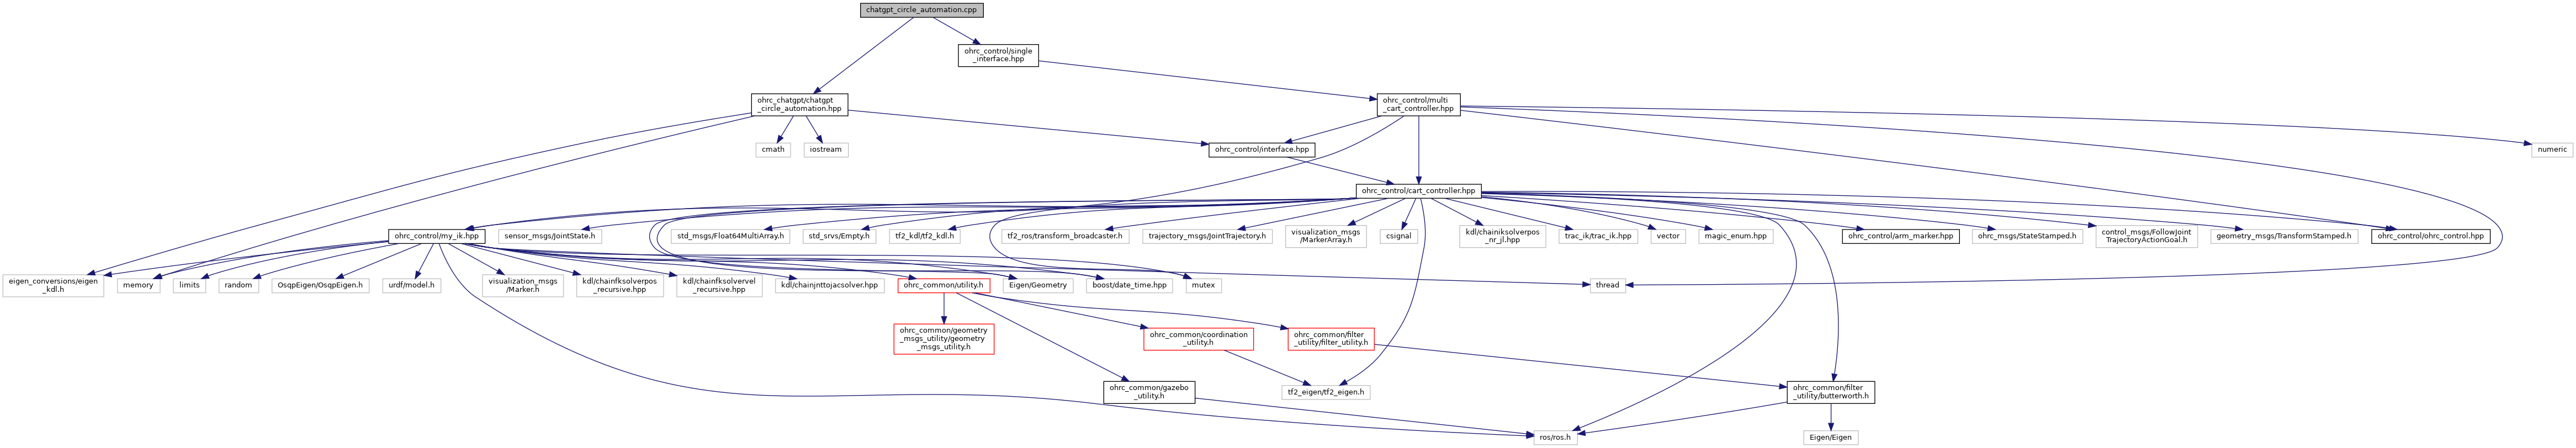 chatgpt_circle_automation.cpp
ohrc_control/single
_interface.hpp
ohrc_chatgpt/chatgpt
_circle_automation.hpp
ohrc_control/multi
_cart_controller.hpp
cmath
iostream
ohrc_control/interface.hpp
numeric
ohrc_control/cart_controller.hpp
ohrc_control/my_ik.hpp
sensor_msgs/JointState.h
std_msgs/Float64MultiArray.h
std_srvs/Empty.h
tf2_kdl/tf2_kdl.h
tf2_ros/transform_broadcaster.h
trajectory_msgs/JointTrajectory.h
visualization_msgs
/MarkerArray.h
csignal
kdl/chainiksolverpos
_nr_jl.hpp
trac_ik/trac_ik.hpp
vector
magic_enum.hpp
ohrc_control/arm_marker.hpp
ohrc_msgs/StateStamped.h
control_msgs/FollowJoint
TrajectoryActionGoal.h
geometry_msgs/TransformStamped.h
ohrc_control/ohrc_control.hpp
eigen_conversions/eigen
_kdl.h
memory
limits
random
OsqpEigen/OsqpEigen.h
urdf/model.h
visualization_msgs
/Marker.h
kdl/chainfksolverpos
_recursive.hpp
kdl/chainfksolvervel
_recursive.hpp
kdl/chainjnttojacsolver.hpp
ohrc_common/utility.h
Eigen/Geometry
boost/date_time.hpp
mutex
thread
ohrc_common/geometry
_msgs_utility/geometry
_msgs_utility.h
ohrc_common/coordination
_utility.h
ohrc_common/filter
_utility/filter_utility.h
ohrc_common/gazebo
_utility.h
tf2_eigen/tf2_eigen.h
ohrc_common/filter
_utility/butterworth.h
ros/ros.h
Eigen/Eigen